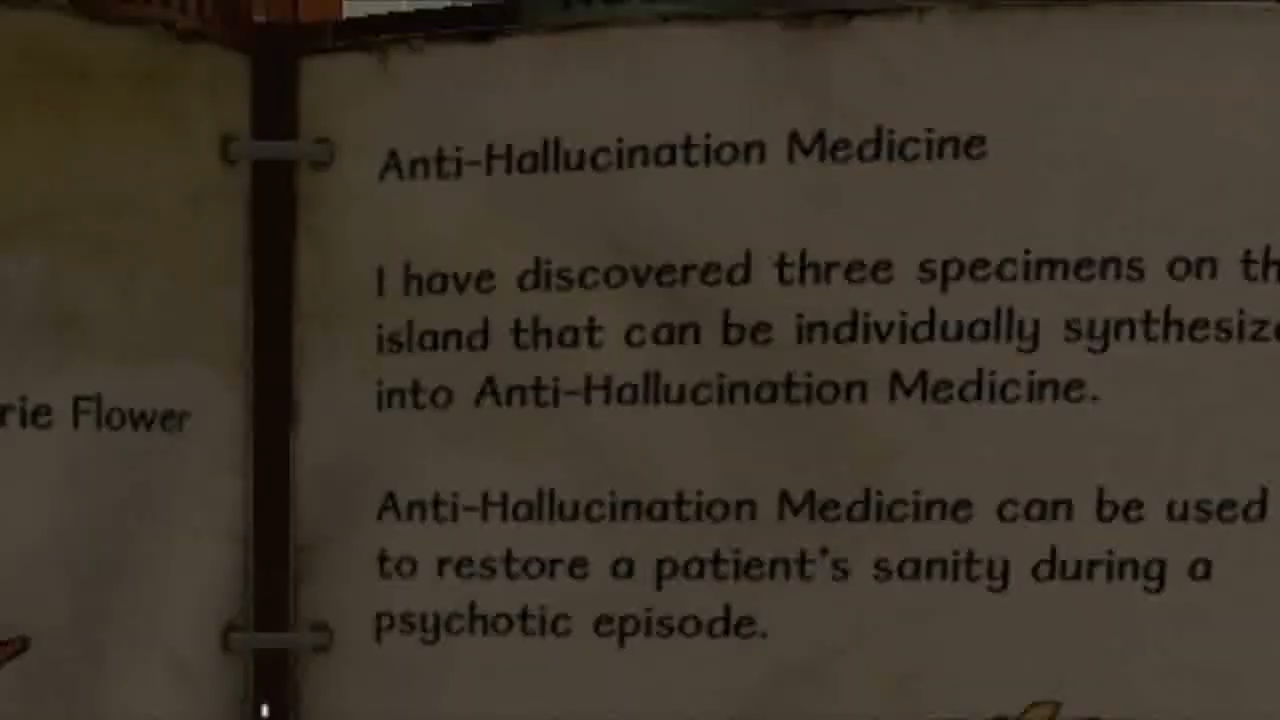 rie Flower
Anti-Hallucination Medicine
I have discovered three specimens on th
island that can be individually synthesiz
into Anti-Hallucination Medicine.
Anti-Hallucination Medicine can be used
to restore a patient's sanity during a
psychotic episode.